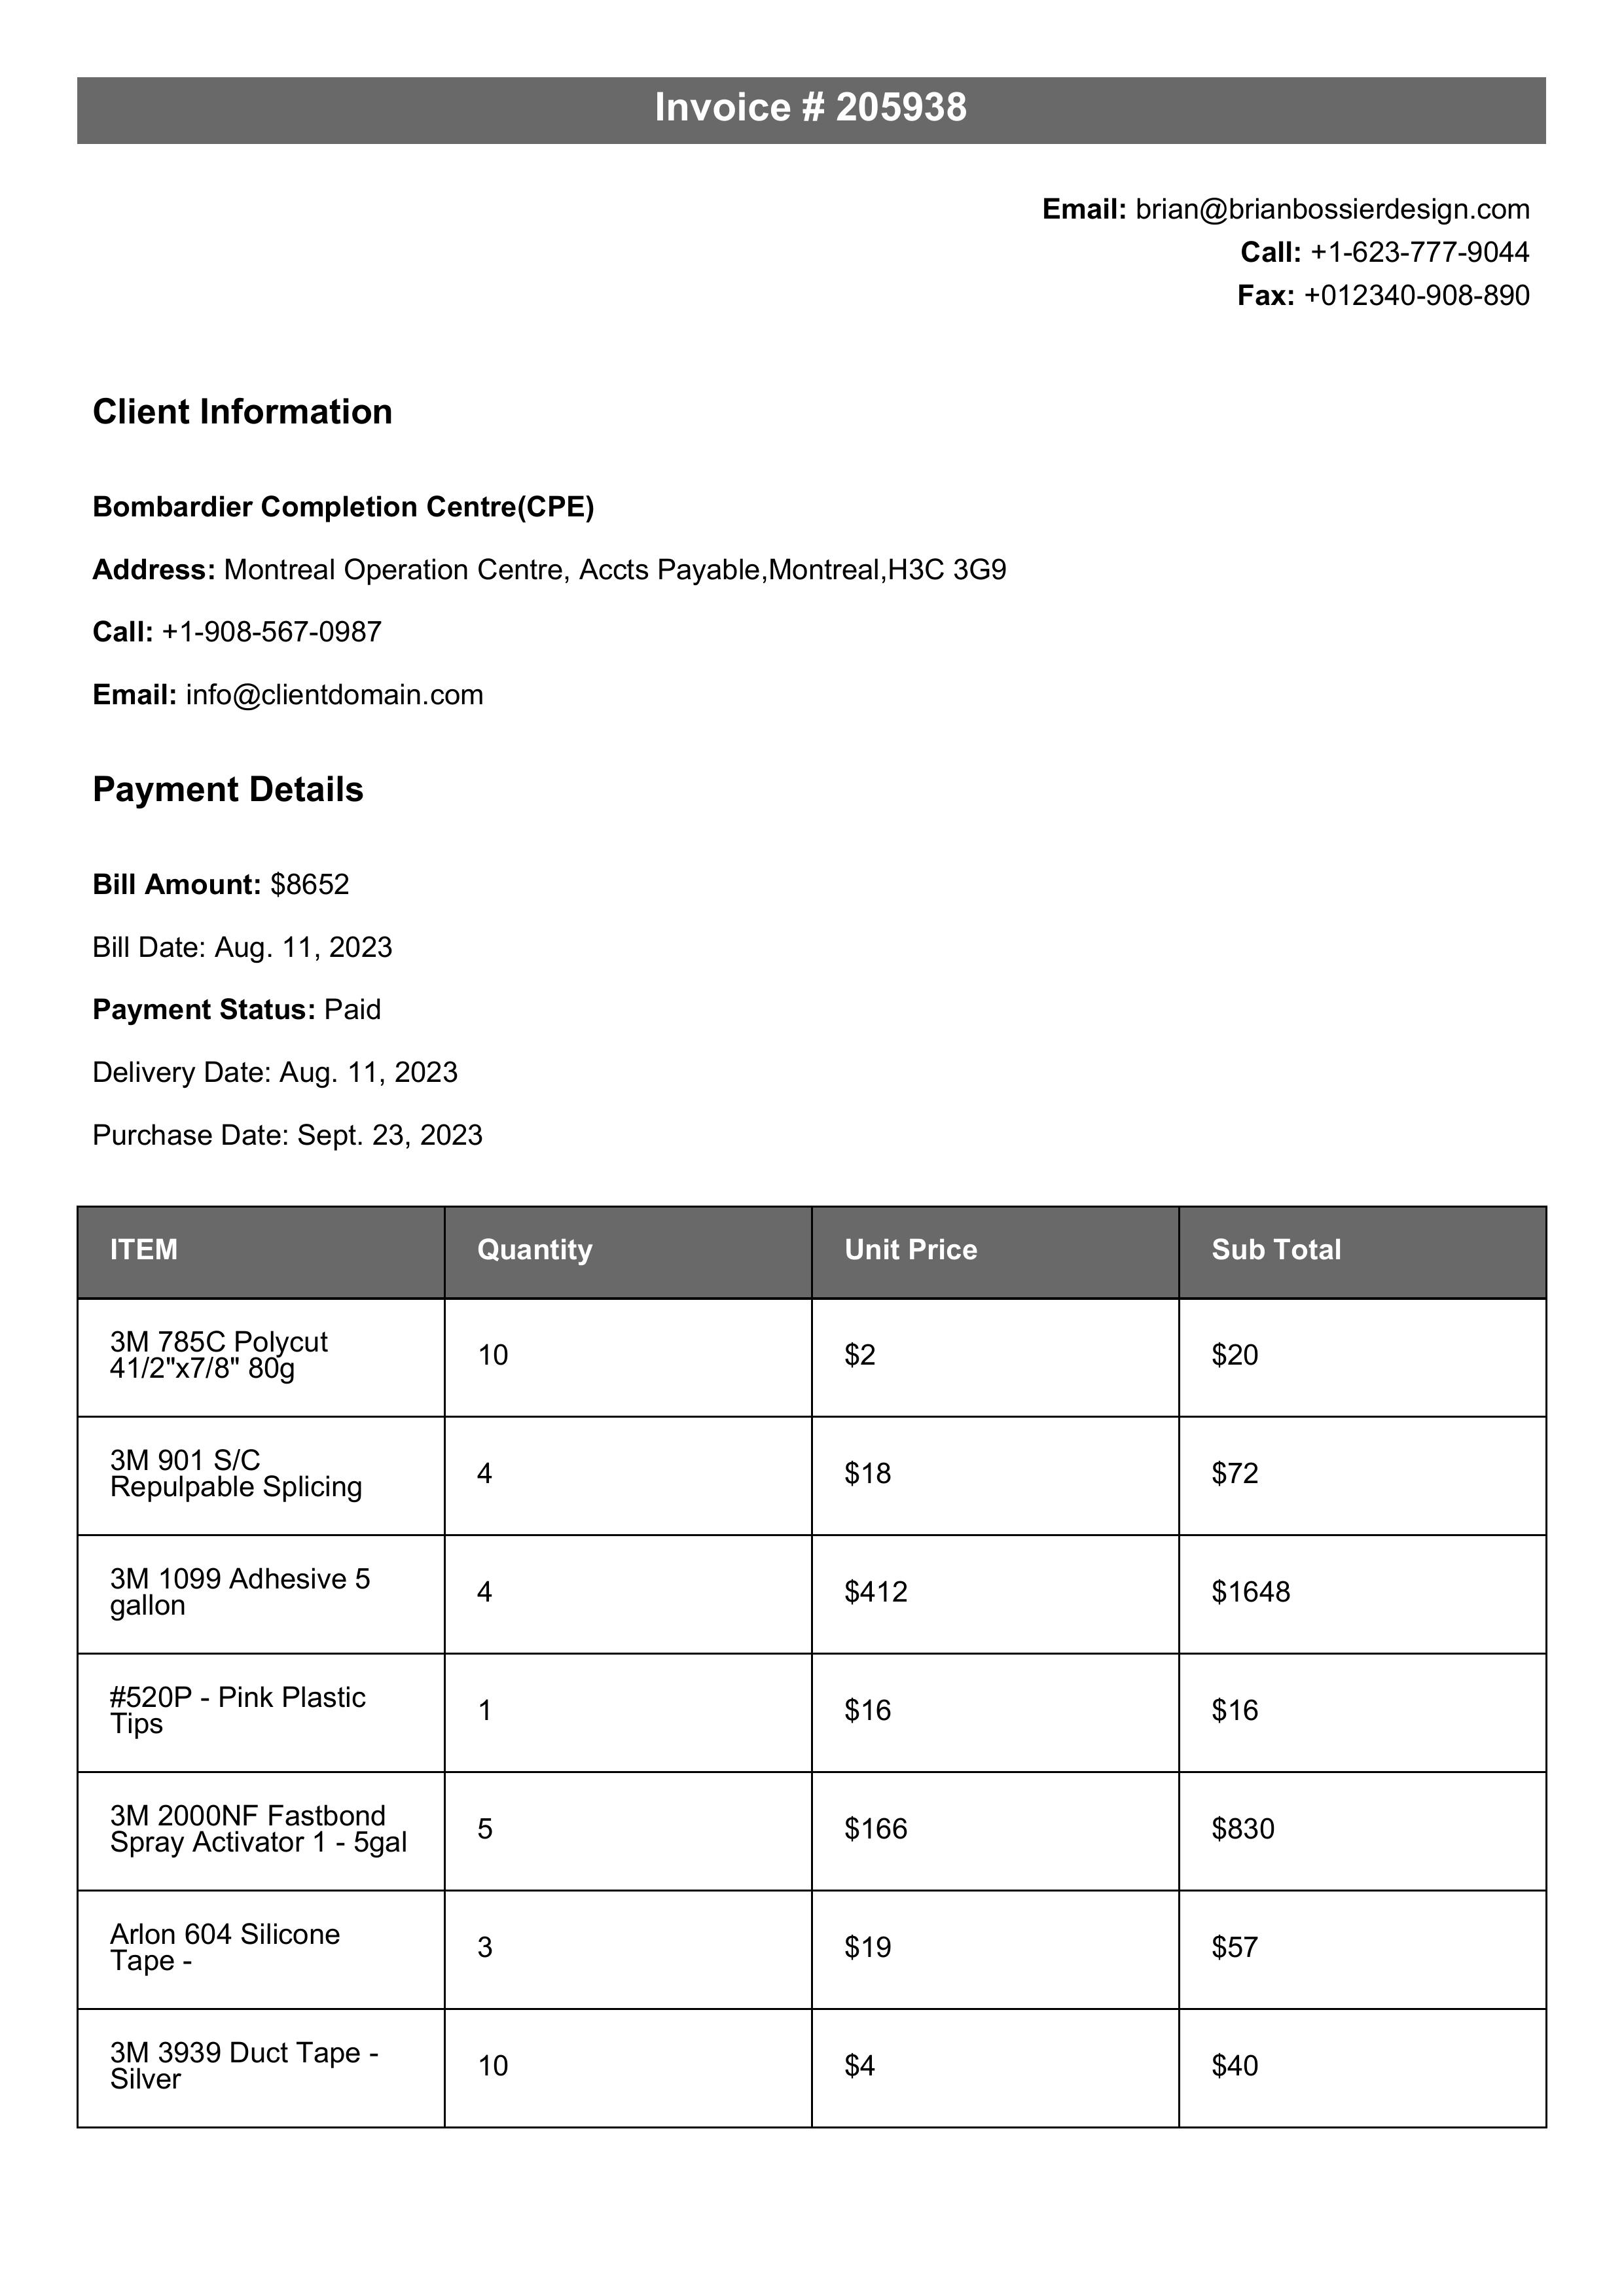 Invoice # 205938
Email: brian@brianbossierdesign.com
Call: +1-623-777-9044
Fax: +012340-908-890
Client Information
Bombardier Completion Centre(CPE)
Address: Montreal Operation Centre, Accts Payable,Montreal,H3C 3G9
Call: +1-908-567-0987
Email: info@clientdomain.com
Payment Details
Bill Amount: $8652
Bill Date: Aug. 11, 2023
Payment Status: Paid
Delivery Date: Aug. 11, 2023
Purchase Date: Sept. 23, 2023
ITEM Quantity Unit Price Sub Total
3M 785C Polycut
41/2"x7/8" 80g
10 $2 $20
3M 901 S/C
Repulpable Splicing
4 $18 $72
3M 1099 Adhesive 5
gallon
4 $412 $1648
#520P - Pink Plastic
Tips
1 $16 $16
3M 2000NF Fastbond
Spray Activator 1 - 5gal
5 $166 $830
Arlon 604 Silicone
Tape -
3 $19 $57
3M 3939 Duct Tape -
Silver
10 $4 $40